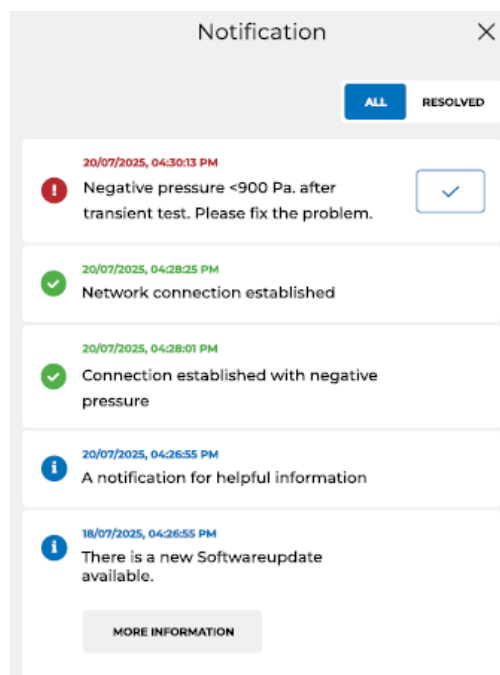 Notification
ALL
RESOLVED
20/07/2025, 04:30:13 PM
Negative pressure <900 Pa. after
transient test. Please fix the problem.
20/07/2025, 04:28:25 PM
Network connection established
20/07/2025, 04:28:01 PM
Connection established with negative
pressure
20/07/2025, 04:26:55 PM
A notification for helpful information
18/07/2025, 04:26:55 PM
There is a new Softwareupdate
available.
MORE INFORMATION